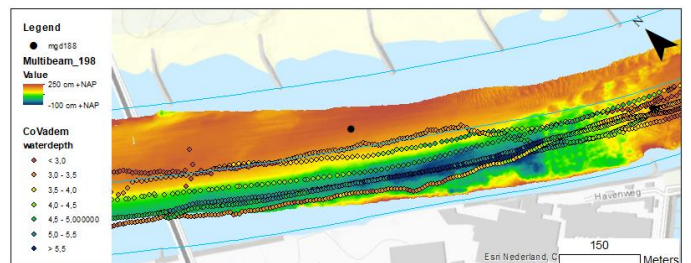 Legend
mgd188
Multibeam_198
Value
250 cm +NAP
-100 cm +NAP
CoVadem
waterdepth
< 3,0
3,0 - 3,5
3,5 - 4,0
4,0 - 4,5
4,5 - 5,000000
5,0 - 5,5
> 5,5
N
Havenweg
150
Esri Nederland, C
Meters